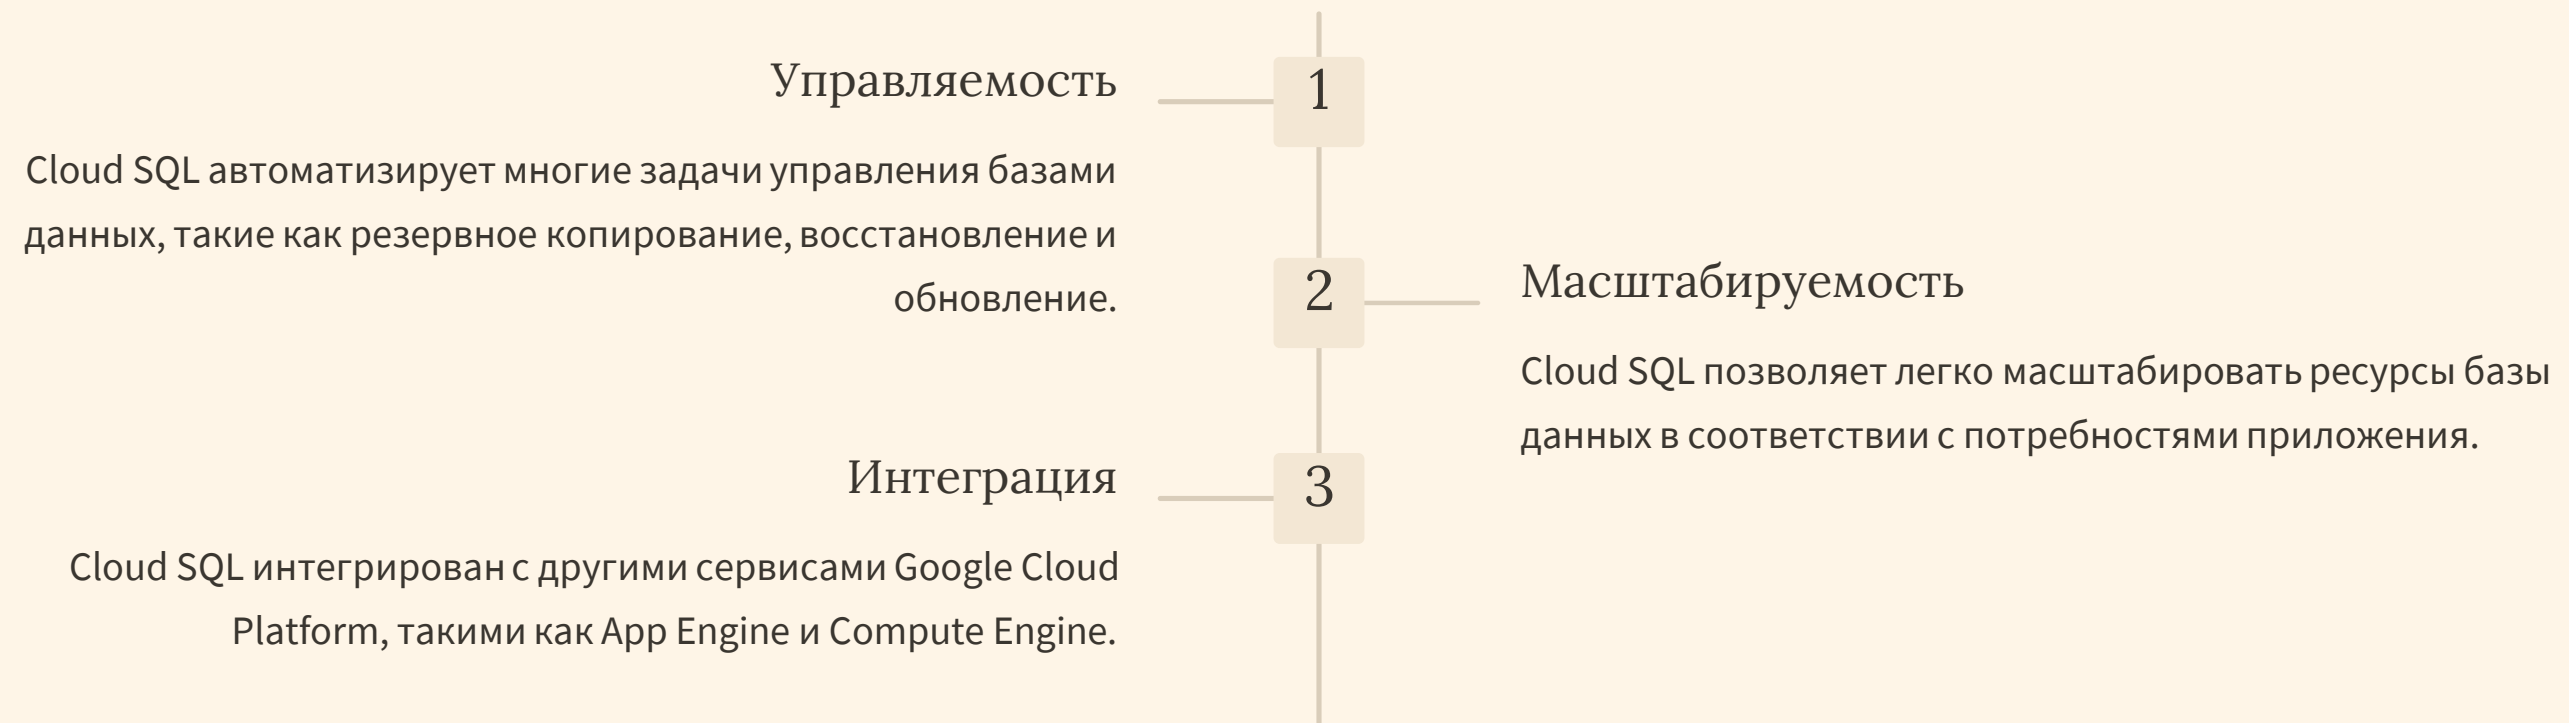 1
Управляемость
Cloud SQL автоматизирует многие задачи управления базами
данных, такие как резервное копирование, восстановление и
обновление.
2
Масштабируемость
Cloud SQL позволяет легко масштабировать ресурсы базы
данных в соответствии с потребностями приложения.
3
Интеграция
Cloud SQL интегрирован с другими сервисами Google Cloud
Platform, такими как App Engine и Compute Engine.